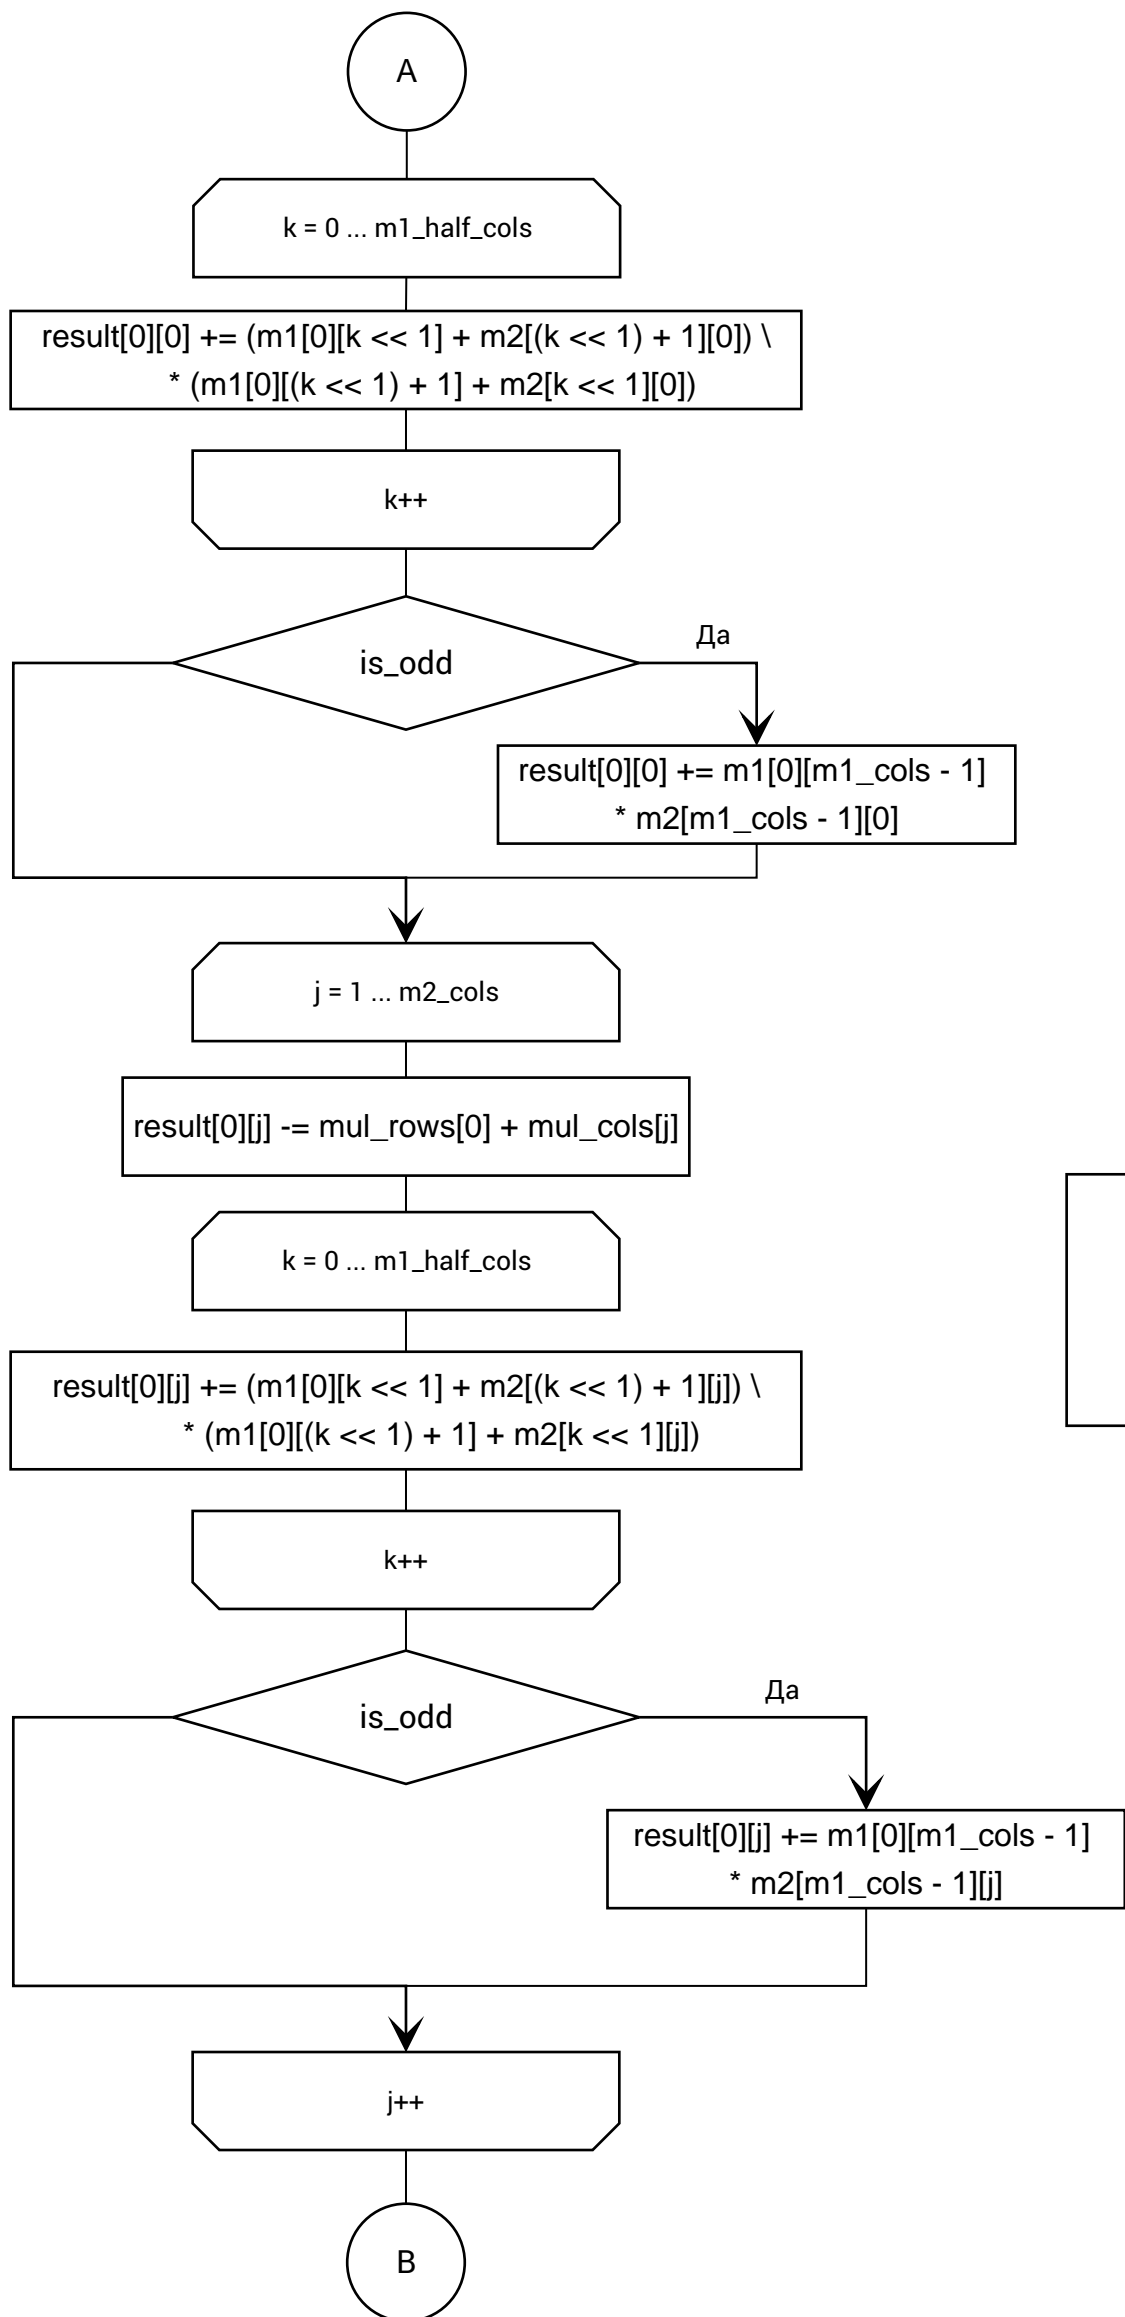 A
k = 0 ... m1_half_cols
result[0][0] += (m1[0][k << 1] + m2[(k << 1) + 1][0]) \
* (m1[0][(k << 1) + 1] + m2[k << 1][0])
k++
is_odd
Да
result[0][0] += m1[0][m1_cols - 1]
* m2[m1_cols - 1][0]
j = 1 ... m2_cols
result[0][j] -= mul_rows[0] + mul_cols[j]
k = 0 ... m1_half_cols
result[0][j] += (m1[0][k << 1] + m2[(k << 1) + 1][j]) \
* (m1[0][(k << 1) + 1] + m2[k << 1][j])
k++
is_odd
Да
result[0][j] += m1[0][m1_cols - 1]
* m2[m1_cols - 1][j]
j++
B